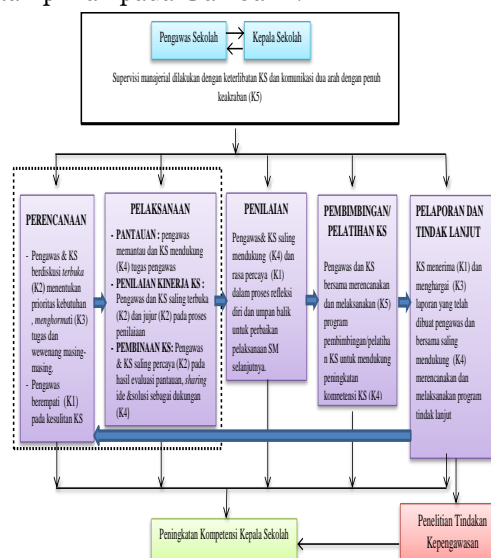 Pengawas Sekolah
Kepala Sekolah
Supervisi manajerial dilakukan dengan keterlibatan KS dan komunikasi dua arah dengan penuh
keakraban (K5)
PERENCANAAN
- Pengawas & KS
berdiskusi terbuka
(K2) menentukan
prioritas kebutuhan
, menghormati (K3)
tugas dan
wewenang masing-
masing.
- Pengawas
berempati (K1)
pada kesulitan KS
PELAKSANAAN
- PANTAUAN : pengawas
memantau dan KS mendukung
(K4) tugas pengawas
- PENILAIAN KINERJA KS :
Pengawas dan KS saling terbuka
(K2) dan jujur (K2) pada proses
penilaiaan
- PEMBINAAN KS: Pengawas
& KS saling percaya (K2) pada
hasil evaluasi pantauan, sharing
ide &solusi sebagai dukungan
(K4)
PENILAIAN
Pengawas& KS saling
mendukung (K4) dan
rasa percaya (K1)
dalam proses refleksi
diri dan umpan balik
untuk perbaikan
pelaksanaan SM
selanjutnya.
PEMBIMBINGAN/
PELATIHAN KS
Pengawas dan KS
bersama merencanakan
dan melaksanakan (K5)
program
pembimbingan/pelatiha
n KS untuk mendukung
peningkatan
kompetensi KS (K4)
PELAPORAN DAN
TINDAK LANJUT
KS menerima (K1) dan
menghargai (K3)
laporan yang telah
dibuat pengawas dan
bersama saling
mendukung (K4)
merencanakan dan
melaksanakan program
tindak lanjut
Peningkatan Kompetensi Kepala Sekolah
Penelitian Tindakan
Kepengawasan